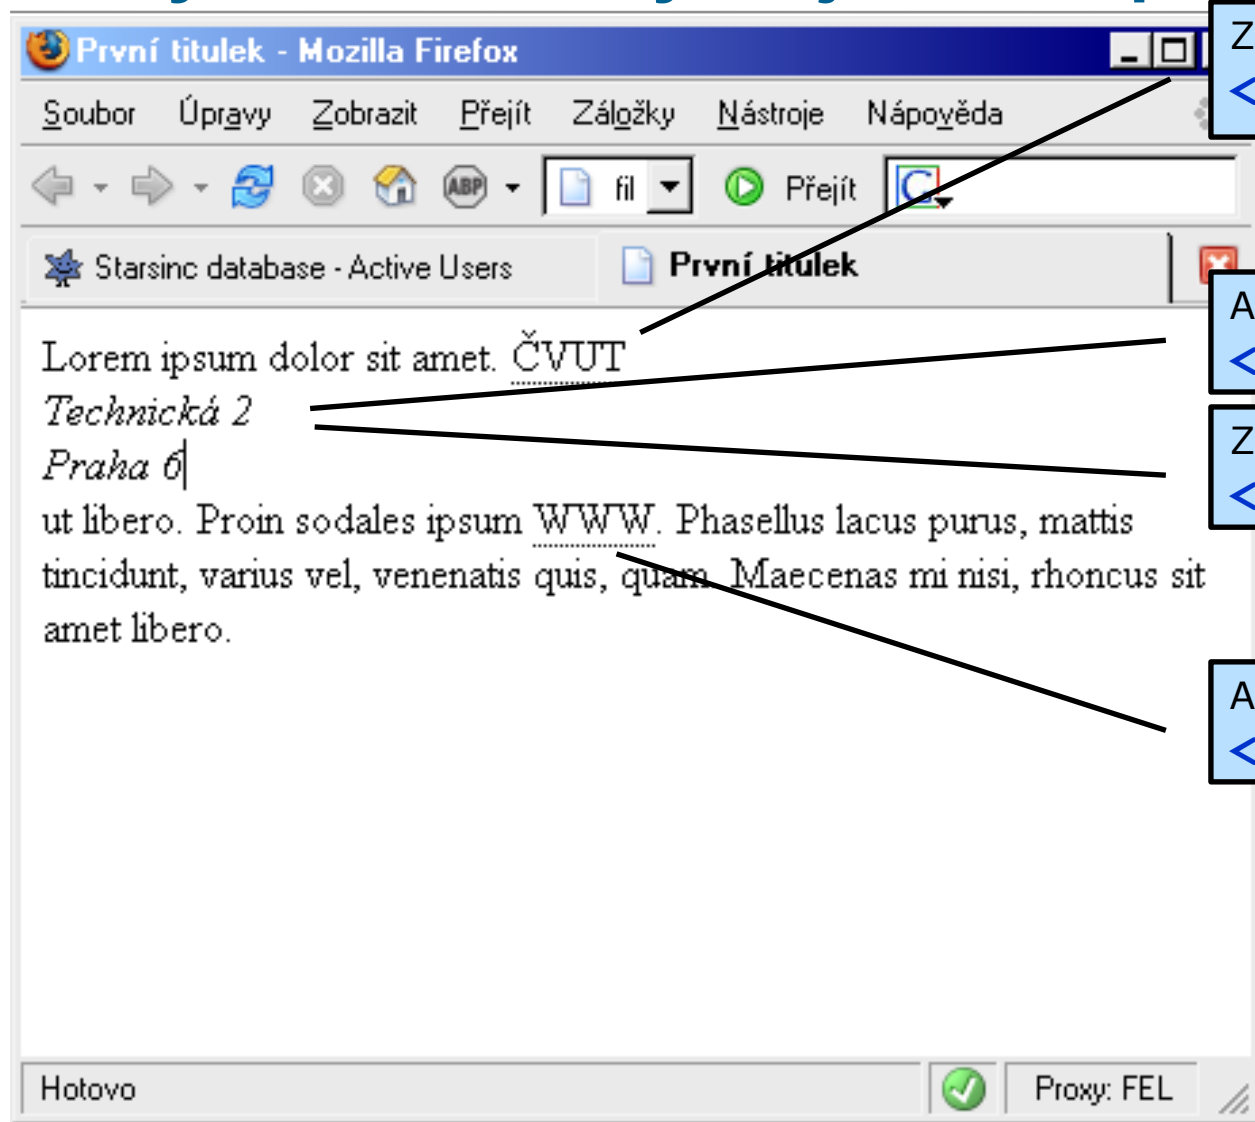 První titulek - Mozilla Firefox
Soubor Úpravy Zobrazit Přejít Záložky Nástroje Nápověda
ABP fil Přejít G
Starsinc database - Active Users První titulek
Lorem ipsum dolor sit amet. ČVUT
Technická 2
Praha 6
ut libero. Proin sodales ipsum WWW. Phasellus lacus purus, mattis
tincidunt, varius vel, venenatis quis, quam. Maecenas mi nisi, rhoncus sit
amet libero.
Z
<
A
<
Z
<
A
<
Hotovo Proxy: FEL